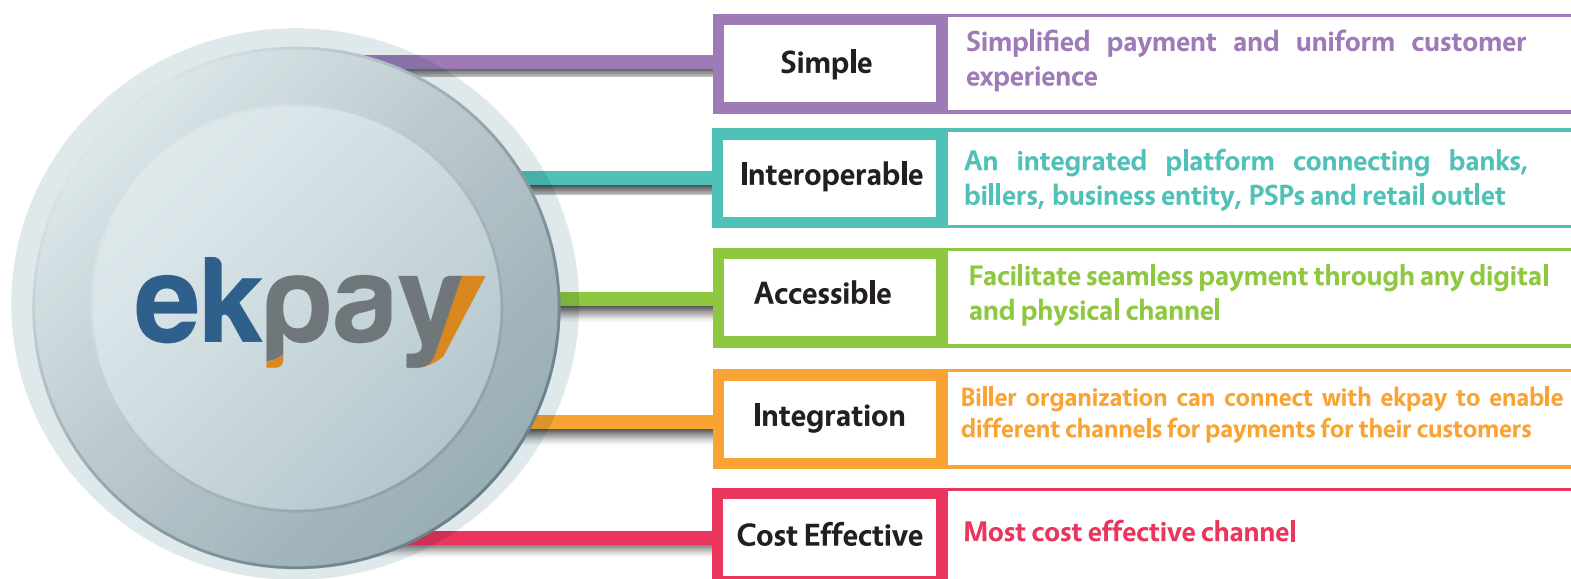 ekpay
Simple
Simplified payment and uniform customer
experience
Interoperable
An integrated platform connecting banks,
billers, business entity, PSPs and retail outlet
Accessible
Facilitate seamless payment through any digital
and physical channel
Integration
Biller organization can connect with ekpay to enable
different channels for payments for their customers
Cost Effective
Most cost effective channel